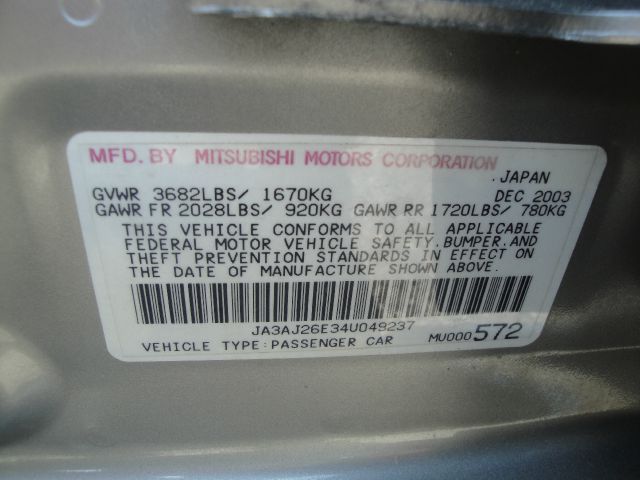 MFD. BY MITSUBISHI MOTORS CORPORATION
.JAPAN
GVWR 3682LBS/ 1670KG DEC 2003
GAWR FR 2028LBS/ 920KG GAWR RR 1720LBS/ 780KG
THIS VEHICLE CONFORMS TO ALL APPLICABLE
FEDERAL MOTOR VEHICLE SAFETY.BUMPER.AND
THEFT PREVENTION STANDARDS IN EFFECT ON
THE DATE OF MANUFACTURE SHOWN ABOVE.
JA3AJ26E34U049237
VEHICLE TYPE:PASSENGER CAR MU000572